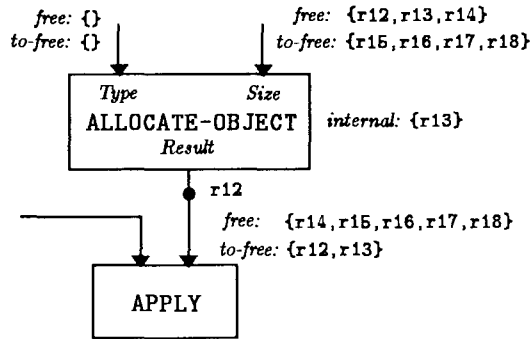 free: {}
to-free: {}
free: {r12,r13,r14}
to-free: {r15,r16,r17,r18}
Type Size
ALLOCATE-OBJECT
Result
internal: {r13}
r12
free: {r14,r15,r16,r17,r18}
to-free: {r12,r13}
APPLY